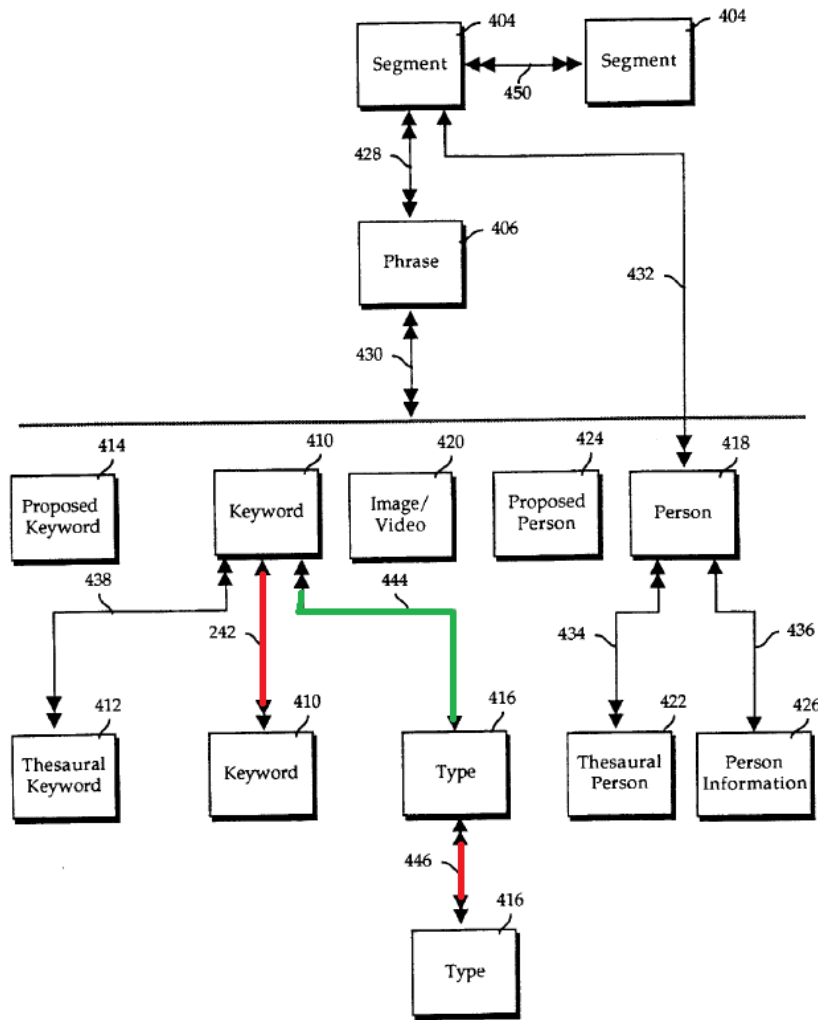 404
404
Segment
Segment
450
428
406
Phrase
432
430
414
410
420
424
418
Proposed
Keyword
Keyword
Image/
Video
Proposed
Person
Person
438
444
242
434
436
412
410
416
422
426
Thesaural
Keyword
Keyword
Type
Thesaural
Person
Person
Information
446
416
Type